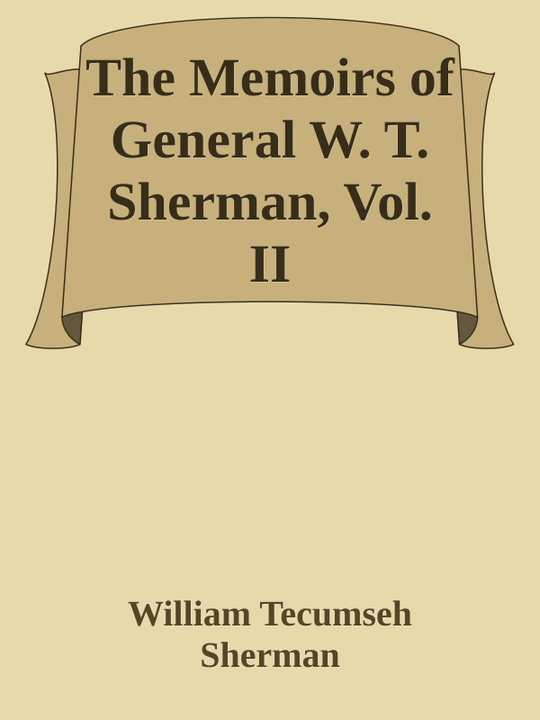 The Memoirs of
General W. T.
Sherman, Vol.
II
William Tecumseh
Sherman